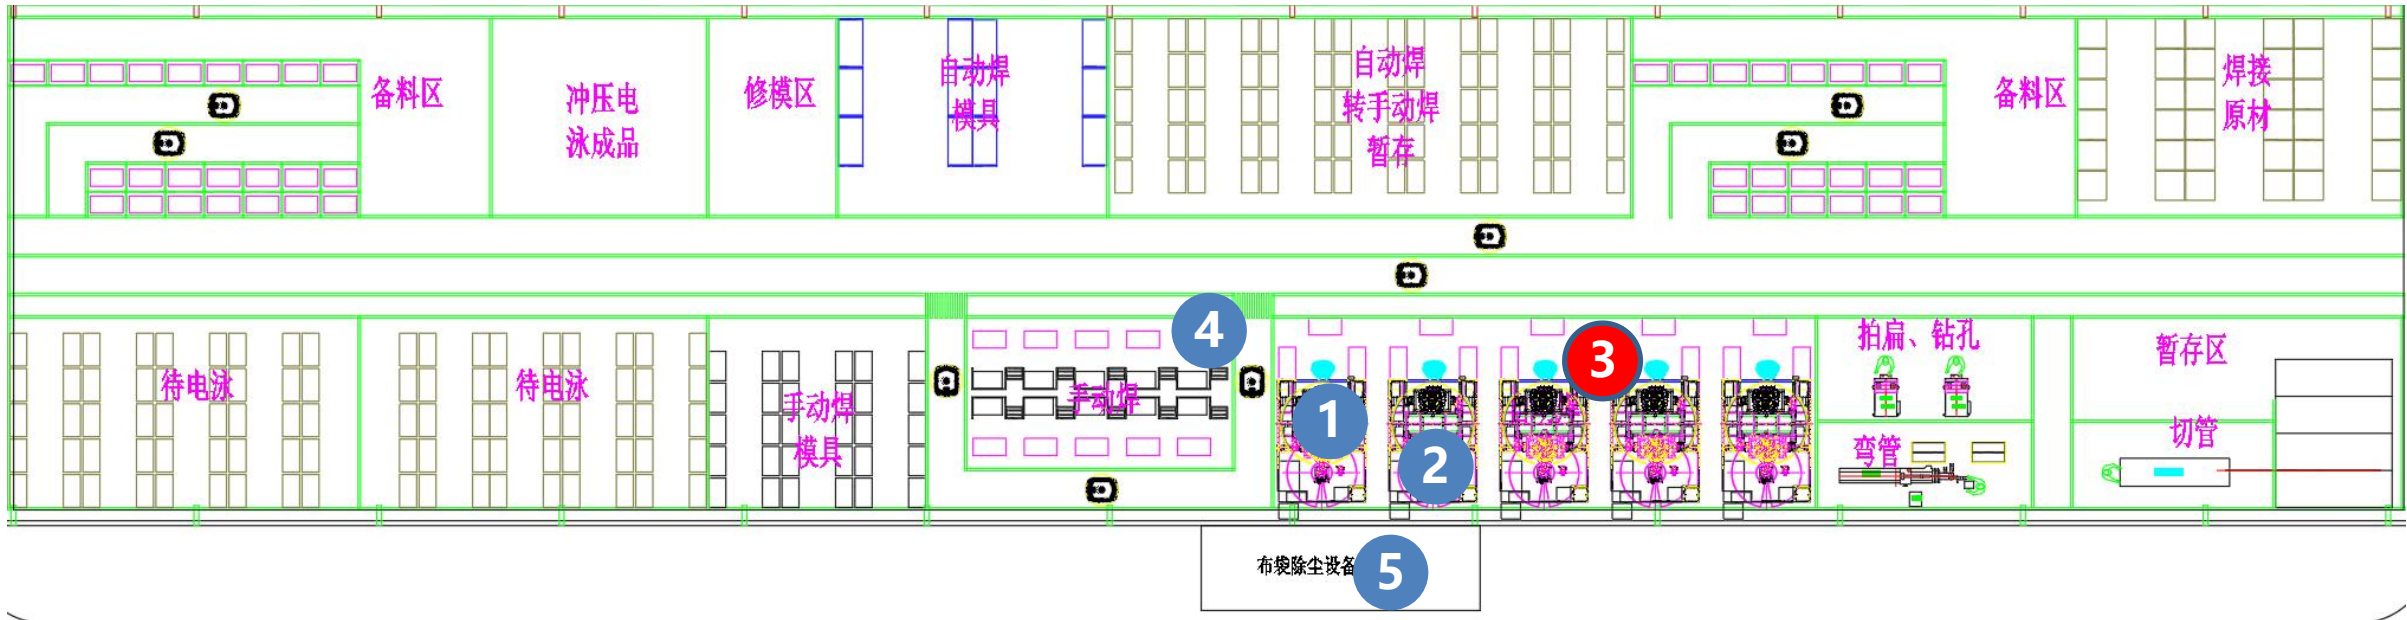 备料区
冲压电
泳成品
修模区
自动焊
模具
自动焊
转手动焊
暂存
备料区
焊接
原材
待电泳
待电泳
手动焊
模具
手动焊
4
1
2
3
拍扁、钻孔
弯管
暂存区
切管
布袋除尘设备
5